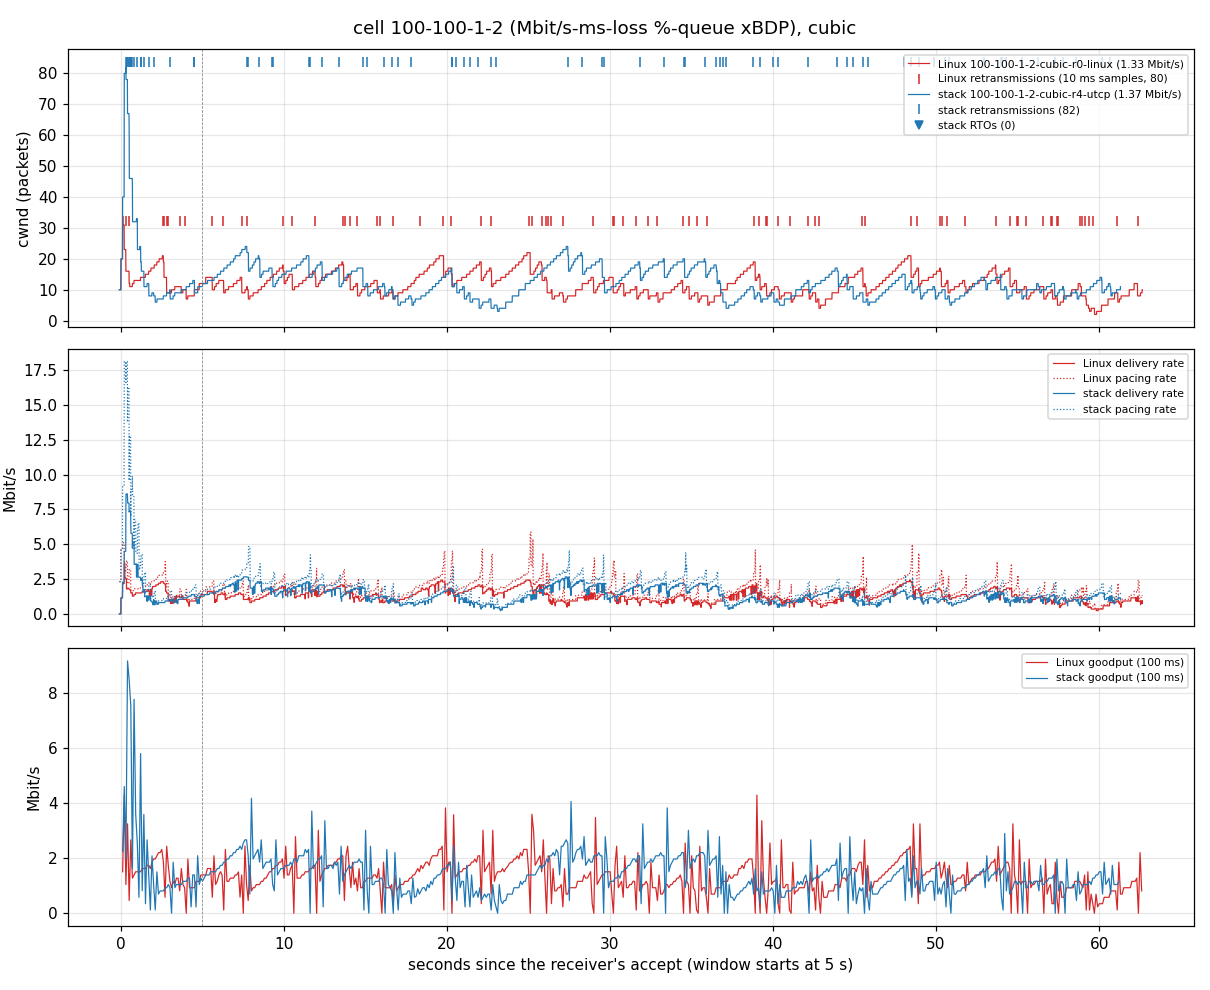 cell 100-100-1-2 (Mbit/s-ms-loss %-queue xBDP), cubic
cwnd (packets)
80
70
60
50
40
30
20
10
0
Linux 100-100-1-2-cubic-r0-linux (1.33 Mbit/s)
Linux retransmissions (10 ms samples, 80)
stack 100-100-1-2-cubic-r4-utcp (1.37 Mbit/s)
stack retransmissions (82)
stack RTOs (0)
Mbit/s
17.5
15.0
12.5
10.0
7.5
5.0
2.5
0.0
Linux delivery rate
Linux pacing rate
stack delivery rate
stack pacing rate
Mbit/s
8
6
4
2
0
Linux goodput (100 ms)
stack goodput (100 ms)
0 10 20 30 40 50 60
seconds since the receiver's accept (window starts at 5 s)